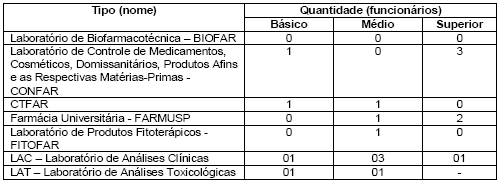 Tipo (nome) Quantidade (funcionários)
Básico Médio Superior
Laboratório de Biofarmacotécnica – BIOFAR 0 0 0
Laboratório de Controle de Medicamentos, 1 0 3
Cosméticos, Domissanitários, Produtos Afins
e as Respectivas Matérias-Primas -
CONFAR
CTFAR 1 1 0
Farmácia Universitária - FARMUSP 0 1 2
Laboratório de Produtos Fitoterápicos - 0 1 0
FITOFAR
LAC – Laboratório de Análises Clínicas 01 03 01
LAT – Laboratório de Análises Toxicológicas 01 01 -